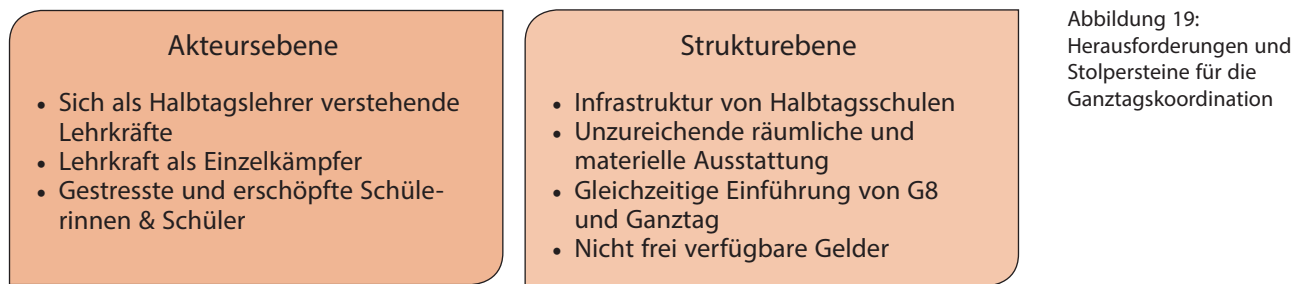 Akteursebene
• Sich als Halbtagslehrer verstehende
Lehrkräfte
• Lehrkraft als Einzelkämpfer
• Gestresste und erschöpfte Schüle-
rinnen & Schüler
Strukturebene
• Infrastruktur von Halbtagsschulen
• Unzureichende räumliche und
materielle Ausstattung
• Gleichzeitige Einführung von G8
und Ganztag
• Nicht frei verfügbare Gelder
Abbildung 19:
Herausforderungen und
Stolpersteine für die
Ganztagskoordination